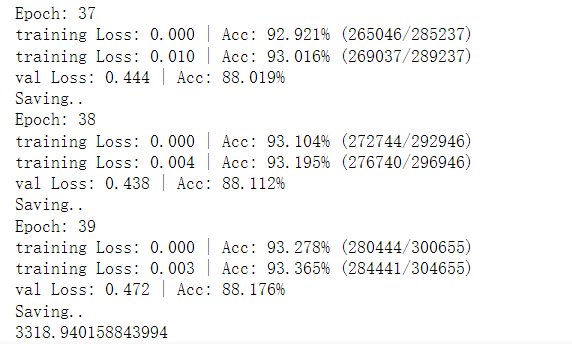 Epoch: 37
training Loss: 0.000 | Acc: 92.921% (265046/285237)
training Loss: 0.010 | Acc: 93.016% (269037/289237)
val Loss: 0.444 | Acc: 88.019%
Saving..
Epoch: 38
training Loss: 0.000 | Acc: 93.104% (272744/292946)
training Loss: 0.004 | Acc: 93.195% (276740/296946)
val Loss: 0.438 | Acc: 88.112%
Saving..
Epoch: 39
training Loss: 0.000 | Acc: 93.278% (280444/300655)
training Loss: 0.003 | Acc: 93.365% (284441/304655)
val Loss: 0.472 | Acc: 88.176%
Saving..
3318.940158843994